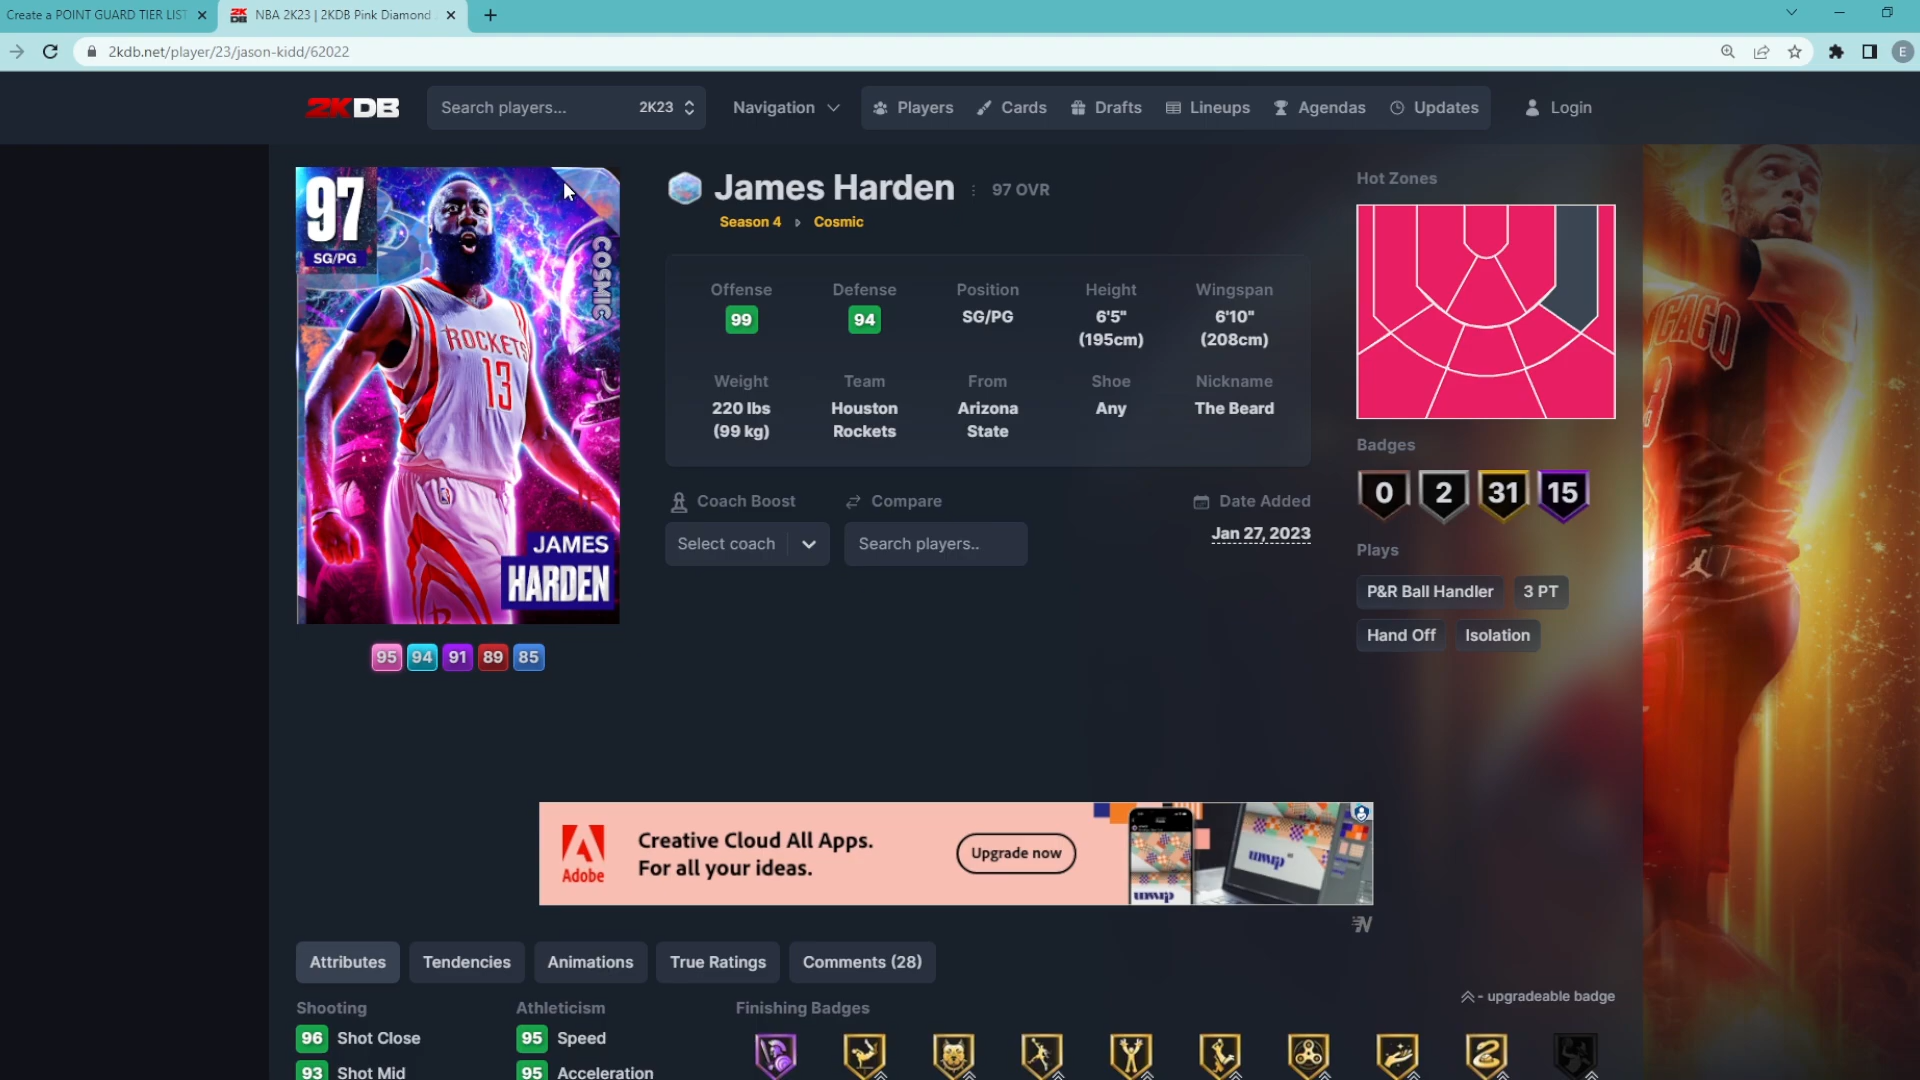 Create a POINT GUARD TIER LIST
NBA 2K23 | 2KDB Pink Diamond
2kdb.net/player/23/jason-kidd/62022
E
2KDB
Search players...
2K23
Navigation
Players
Cards
Drafts
Lineups
Agendas
Updates
Login
97
SG/PG
COSMIC
ROCKETS
13
JAMES
HARDEN
95 94 91 89 85
James Harden
97 OVR
Season 4
Cosmic
Offense
Defense
Position
Height
Wingspan
99
94
SG/PG
6'5"
(195cm)
6'10"
(208cm)
Weight
Team
From
Shoe
Nickname
220 lbs
(99 kg)
Houston
Rockets
Arizona
State
Any
The Beard
Coach Boost
Compare
Date Added
Select coach
Search players..
Jan 27, 2023
Hot Zones
Badges
0 2 31 15
Plays
P&R Ball Handler
3 PT
Hand Off
Isolation
Adobe
Creative Cloud All Apps.
For all your ideas.
Upgrade now
Attributes
Tendencies
Animations
True Ratings
Comments (28)
- upgradeable badge
Shooting
Athleticism
Finishing Badges
96 Shot Close
95 Speed
93 Shot Mid
95 Acceleration